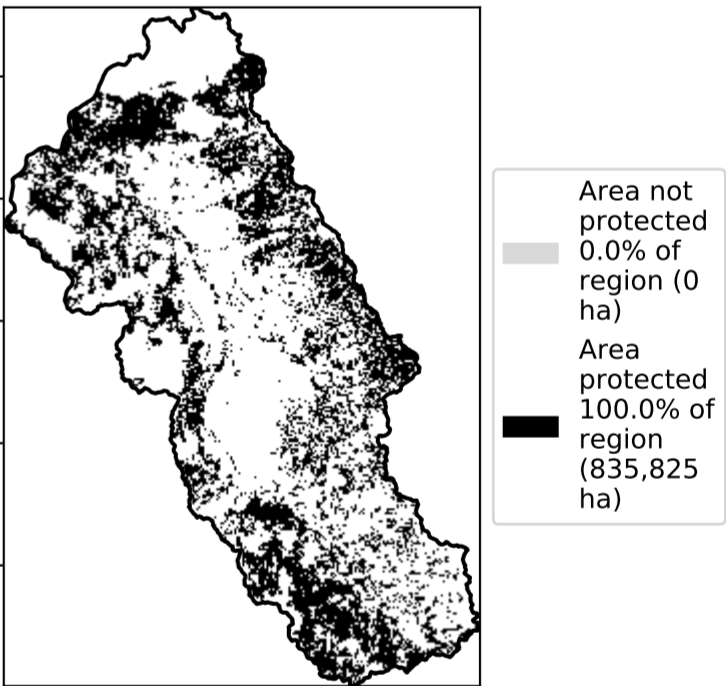 Area not
protected
0.0% of
region (0
ha)
Area
protected
100.0% of
region
(835,825
ha)